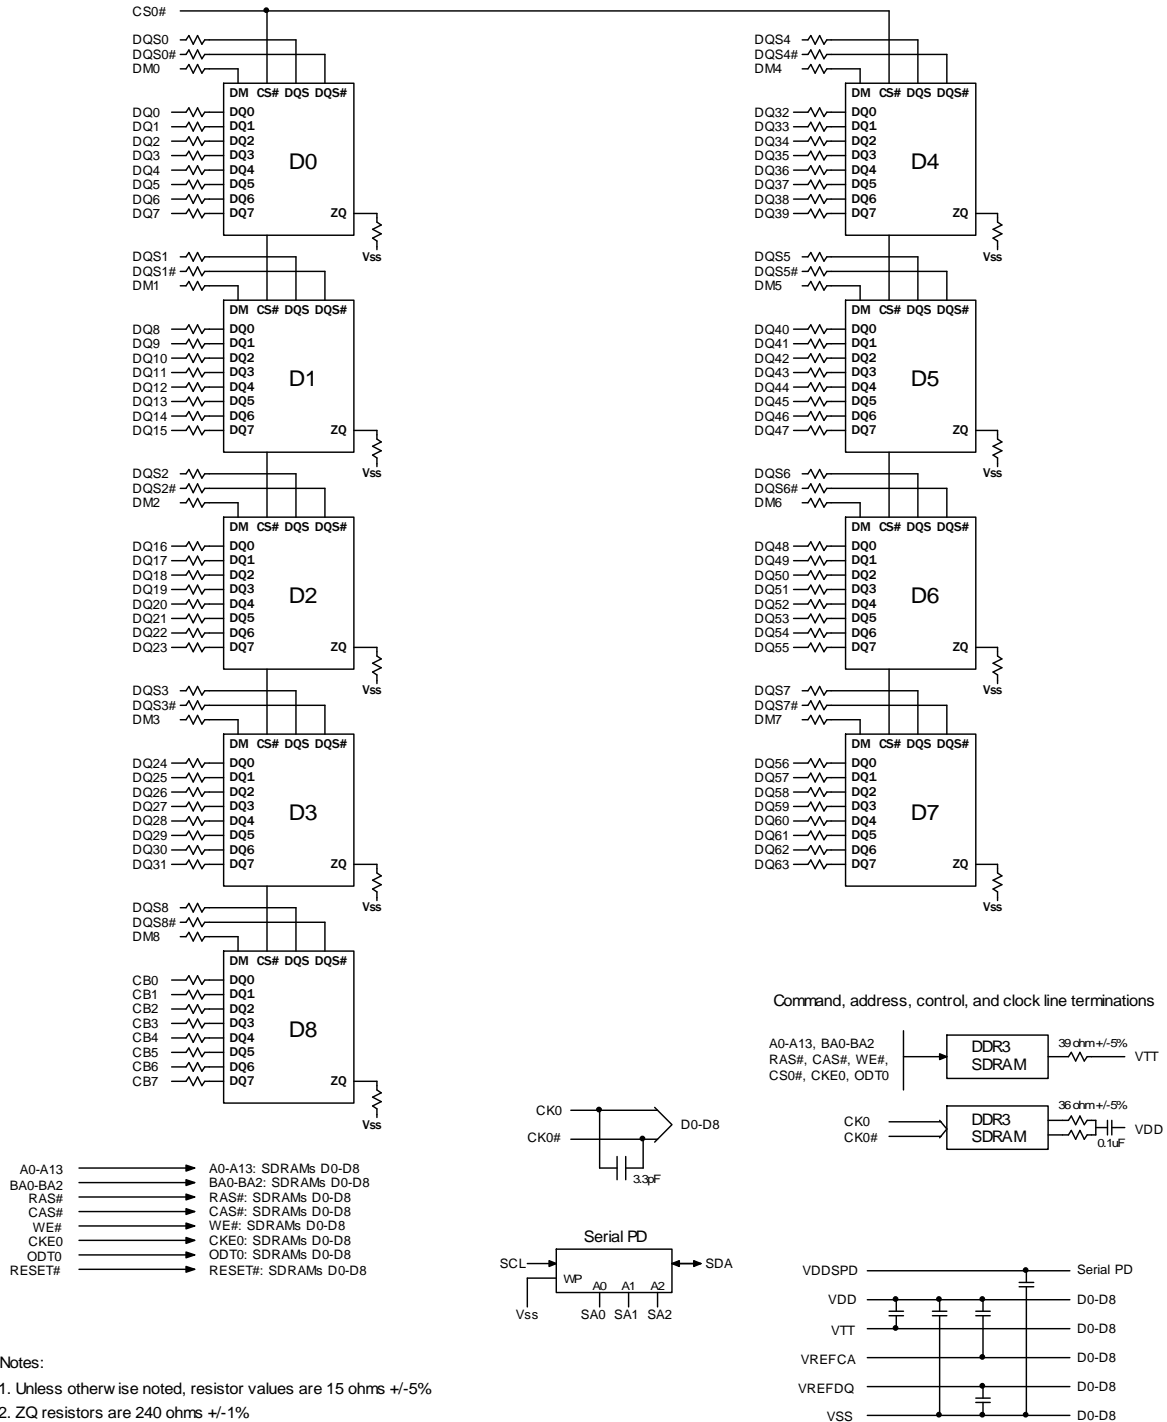 CS0#
DQS0
DQS0#
DM0
DM CS# DQS DQS#
DQ0 DQ0
DQ1 DQ1
DQ2 DQ2
DQ3 DQ3
DQ4 DQ4
DQ5 DQ5
DQ6 DQ6
DQ7 DQ7
D0
ZQ
Vss
DQS1
DQS1#
DM1
DM CS# DQS DQS#
DQ8 DQ0
DQ9 DQ1
DQ10 DQ2
DQ11 DQ3
DQ12 DQ4
DQ13 DQ5
DQ14 DQ6
DQ15 DQ7
D1
ZQ
Vss
DQS2
DQS2#
DM2
DM CS# DQS DQS#
DQ16 DQ0
DQ17 DQ1
DQ18 DQ2
DQ19 DQ3
DQ20 DQ4
DQ21 DQ5
DQ22 DQ6
DQ23 DQ7
D2
ZQ
Vss
DQS3
DQS3#
DM3
DM CS# DQS DQS#
DQ24 DQ0
DQ25 DQ1
DQ26 DQ2
DQ27 DQ3
DQ28 DQ4
DQ29 DQ5
DQ30 DQ6
DQ31 DQ7
D3
ZQ
Vss
DQS8
DQS8#
DM8
DM CS# DQS DQS#
CB0 DQ0
CB1 DQ1
CB2 DQ2
CB3 DQ3
CB4 DQ4
CB5 DQ5
CB6 DQ6
CB7 DQ7
D8
ZQ
Vss
DQS4
DQS4#
DM4
DM CS# DQS DQS#
DQ32 DQ0
DQ33 DQ1
DQ34 DQ2
DQ35 DQ3
DQ36 DQ4
DQ37 DQ5
DQ38 DQ6
DQ39 DQ7
D4
ZQ
Vss
DQS5
DQS5#
DM5
DM CS# DQS DQS#
DQ40 DQ0
DQ41 DQ1
DQ42 DQ2
DQ43 DQ3
DQ44 DQ4
DQ45 DQ5
DQ46 DQ6
DQ47 DQ7
D5
ZQ
Vss
DQS6
DQS6#
DM6
DM CS# DQS DQS#
DQ48 DQ0
DQ49 DQ1
DQ50 DQ2
DQ51 DQ3
DQ52 DQ4
DQ53 DQ5
DQ54 DQ6
DQ55 DQ7
D6
ZQ
Vss
DQS7
DQS7#
DM7
DM CS# DQS DQS#
DQ56 DQ0
DQ57 DQ1
DQ58 DQ2
DQ59 DQ3
DQ60 DQ4
DQ61 DQ5
DQ62 DQ6
DQ63 DQ7
D7
ZQ
Vss
Command, address, control, and clock line terminations
A0-A13, BA0-BA2
RAS#, CAS#, WE#,
CS0#, CKE0, ODT0
DDR3
SDRAM
39 ohm +/-5%
VTT
CK0
CK0#
DDR3
SDRAM
36 ohm +/-5%
0.1uF
VDD
CK0
CK0#
D0-D8
3.3pF
A0-A13 A0-A13: SDRAMs D0-D8
BA0-BA2 BA0-BA2: SDRAMs D0-D8
RAS# RAS#: SDRAMs D0-D8
CAS# CAS#: SDRAMs D0-D8
WE# WE#: SDRAMs D0-D8
CKE0 CKE0: SDRAMs D0-D8
ODT0 ODT0: SDRAMs D0-D8
RESET# RESET#: SDRAMs D0-D8
Serial PD
SCL SDA
WP A0 A1 A2
Vss SA0 SA1 SA2
VDDSPD Serial PD
VDD D0-D8
VTT D0-D8
VREFCA D0-D8
VREFDQ D0-D8
VSS D0-D8
Notes:
1. Unless otherwise noted, resistor values are 15 ohms +/-5%
2. ZQ resistors are 240 ohms +/-1%